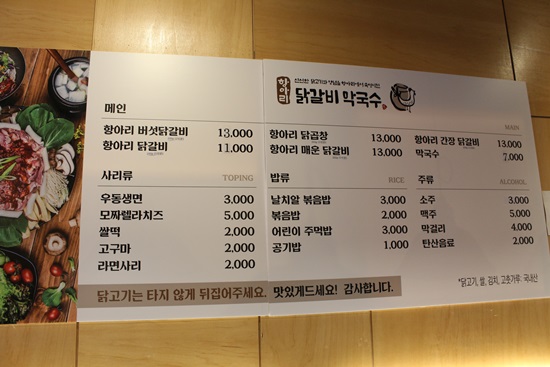 항아리 닭갈비 막국수
메인 MAIN
항아리 버섯닭갈비 13,000
항아리 닭갈비 11,000
항아리 닭곱창 13,000
항아리 매운 닭갈비 13,000
항아리 간장 닭갈비 13,000
막국수 7,000
사리류 TOPING
우동생면 3,000
모짜렐라치즈 5,000
쌀떡 2,000
고구마 2,000
라면사리 2,000
밥류 RICE
날치알 볶음밥 3,000
볶음밥 2,000
어린이 주먹밥 3,000
공기밥 1,000
주류 ALCOHOL
소주 3,000
맥주 5,000
막걸리 4,000
탄산음료 2,000
닭고기는 타지 않게 뒤집어주세요. 맛있게드세요! 감사합니다.
*닭고기, 쌀, 김치, 고춧가루: 국내산